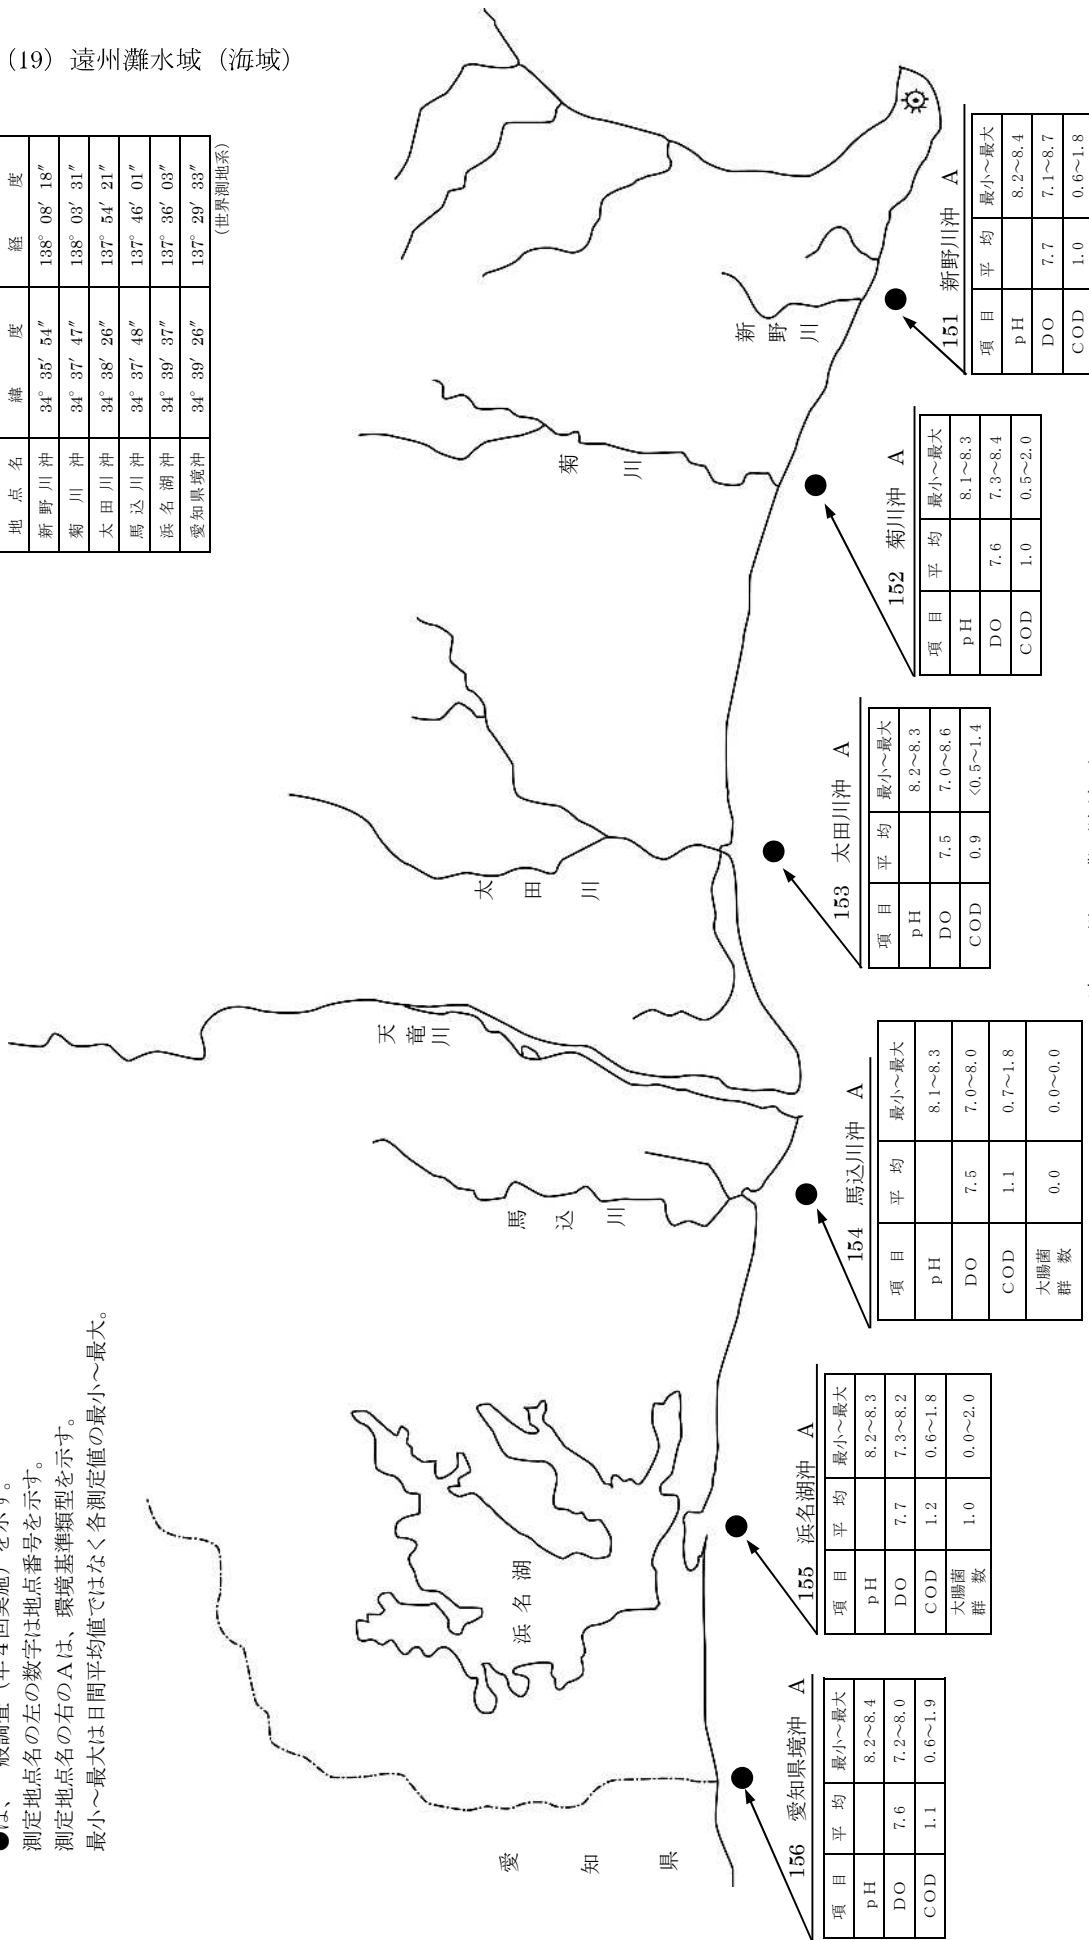 (19) 遠州灘水域（海域）
地点名 緯度 経度
新野川沖 34° 35′ 54″ 138° 08′ 18″
菊川沖 34° 37′ 47″ 138° 03′ 31″
太田川沖 34° 38′ 26″ 137° 54′ 21″
馬込川沖 34° 37′ 48″ 137° 46′ 01″
浜名湖沖 34° 39′ 37″ 137° 36′ 03″
愛知県境沖 34° 39′ 26″ 137° 29′ 33″
（世界測地系）
●は、一般調査（年4回実施）を示す。
測定地点名の左の数字は地点番号を示す。
測定地点名の右のAは、環境基準類型を示す。
最小～最大は日間平均値ではなく各測定値の最小～最大。
愛知県
浜名湖
馬込川
天竜川
太田川
菊川
新野川
156 愛知県境沖 A
項目 平均 最小～最大
pH 8.2～8.4
DO 7.6 7.2～8.0
COD 1.1 0.6～1.9
155 浜名湖沖 A
項目 平均 最小～最大
pH 8.2～8.3
DO 7.7 7.3～8.2
COD 1.2 0.6～1.8
大腸菌群数 1.0 0.0～2.0
154 馬込川沖 A
項目 平均 最小～最大
pH 8.1～8.3
DO 7.5 7.0～8.0
COD 1.1 0.7～1.8
大腸菌群数 0.0 0.0～0.0
153 太田川沖 A
項目 平均 最小～最大
pH 8.2～8.3
DO 7.5 7.0～8.6
COD 0.9 <0.5～1.4
152 菊川沖 A
項目 平均 最小～最大
pH 8.1～8.3
DO 7.6 7.3～8.4
COD 1.0 0.5～2.0
151 新野川沖 A
項目 平均 最小～最大
pH 8.2～8.4
DO 7.7 7.1～8.7
COD 1.0 0.6～1.8